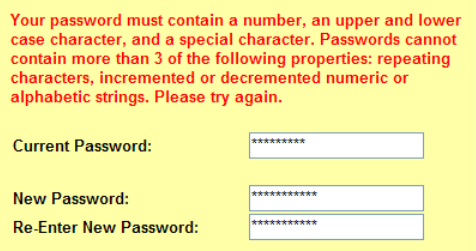 Your password must contain a number, an upper and lower
case character, and a special character. Passwords cannot
contain more than 3 of the following properties: repeating
characters, incremented or decremented numeric or
alphabetic strings. Please try again.
Current Password: *********
New Password: ***********
Re-Enter New Password: ***********